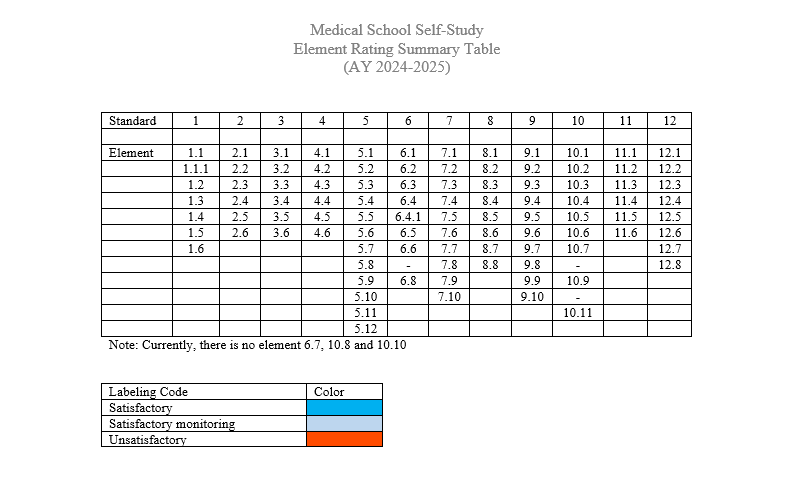 Medical School Self-Study
Element Rating Summary Table
(AY 2024-2025)
Standard 1 2 3 4 5 6 7 8 9 10 11 12
Element 1.1 2.1 3.1 4.1 5.1 6.1 7.1 8.1 9.1 10.1 11.1 12.1
1.1.1 2.2 3.2 4.2 5.2 6.2 7.2 8.2 9.2 10.2 11.2 12.2
1.2 2.3 3.3 4.3 5.3 6.3 7.3 8.3 9.3 10.3 11.3 12.3
1.3 2.4 3.4 4.4 5.4 6.4 7.4 8.4 9.4 10.4 11.4 12.4
1.4 2.5 3.5 4.5 5.5 6.4.1 7.5 8.5 9.5 10.5 11.5 12.5
1.5 2.6 3.6 4.6 5.6 6.5 7.6 8.6 9.6 10.6 11.6 12.6
1.6 5.7 6.6 7.7 8.7 9.7 10.7 12.7
5.8 - 7.8 8.8 9.8 - 12.8
5.9 6.8 7.9 9.9 10.9
5.10 7.10 9.10 -
5.11 10.11
5.12
Note: Currently, there is no element 6.7, 10.8 and 10.10
Labeling Code Color
Satisfactory
Satisfactory monitoring
Unsatisfactory